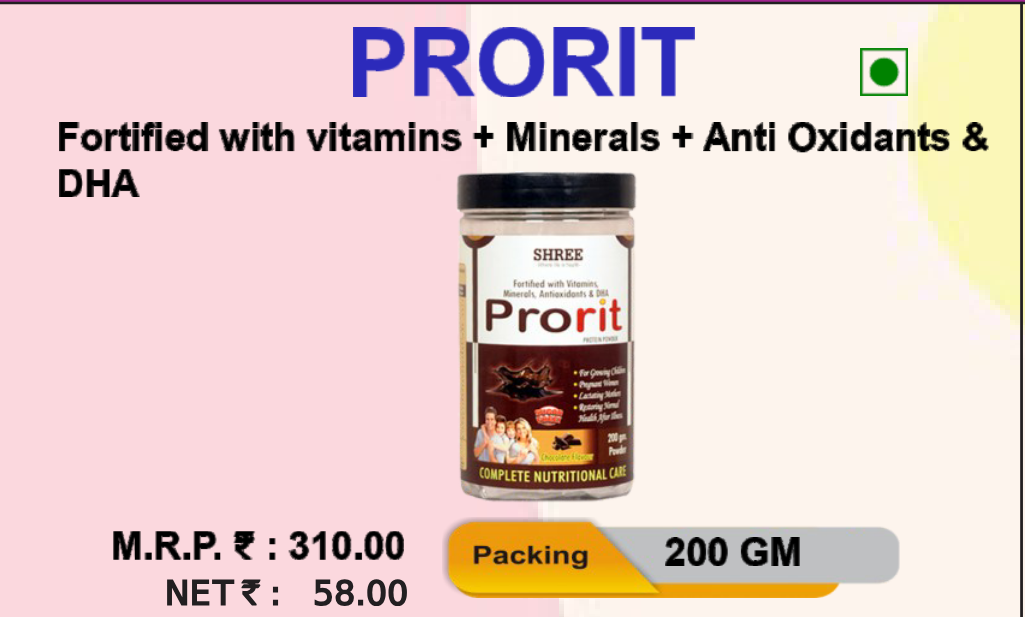 PRORIT
Fortified with vitamins + Minerals + Anti Oxidants &
DHA
SHREE
Fortified with Vitamins,
Minerals, Antioxidants & DHA
Prorit
PROTEIN POWDER
• For Growing Children
• Pregnant Women
• Lactating Mothers
• Restoring Normal
Health After Illness.
200 gm.
Powder
Chocolate Flavour
COMPLETE NUTRITIONAL CARE
M.R.P. ₹ : 310.00
Packing
200 GM
NET ₹ : 58.00